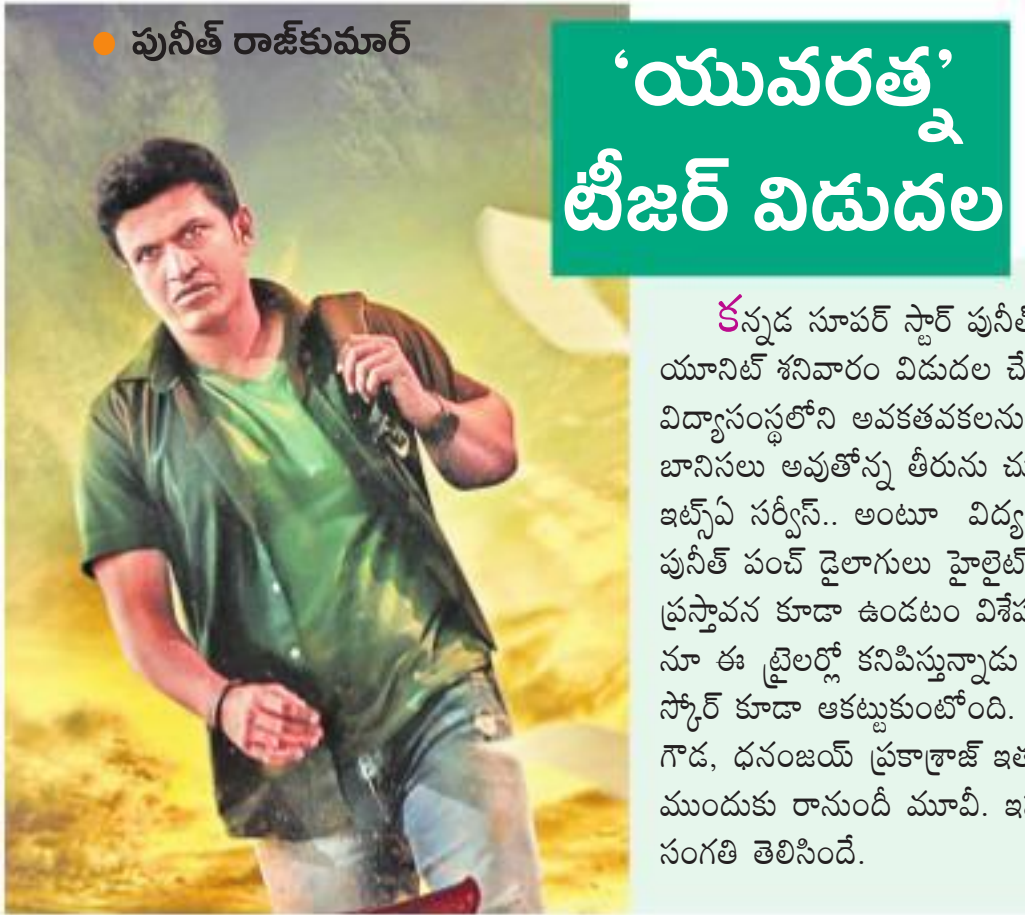 పునీత్ రాజ్‌కుమార్
‘యువరత్న’
టీజర్ విడుదల
కన్నడ సూపర్ స్టార్
యూనిట్ శనివారం విడుదల
విద్యాసంస్థలోని అవకతవకలను
బానిసలు అవుతోన్న తీరును
ఇట్స్ఏ సర్వీస్.. అంటూ
పునీత్ పంచ్ డైలాగులు
ప్రస్తావన కూడా ఉండటం
నూ ఈ ట్రైలర్లో కనిపిస్తున్నాడు
స్కోర్ కూడా ఆకట్టుకుంటోంది.
గౌడ, ధనంజయ్ ప్రకాశ్రాజ్
ముందుకు రానుందీ మూవీ.
సంగతి తెలిసిందే.